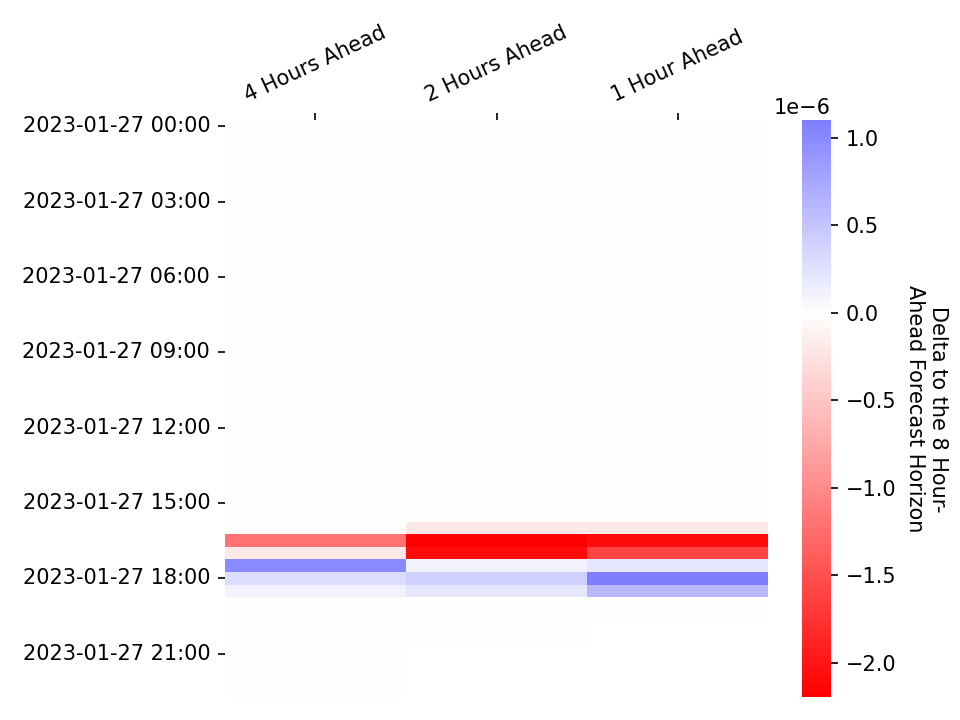 4 Hours Ahead
2 Hours Ahead
1 Hour Ahead
2023-01-27 00:00
2023-01-27 03:00
2023-01-27 06:00
2023-01-27 09:00
2023-01-27 12:00
2023-01-27 15:00
2023-01-27 18:00
2023-01-27 21:00
1e−6
1.0
0.5
0.0
−0.5
−1.0
−1.5
−2.0
Delta to the 8 Hour-
Ahead Forecast Horizon